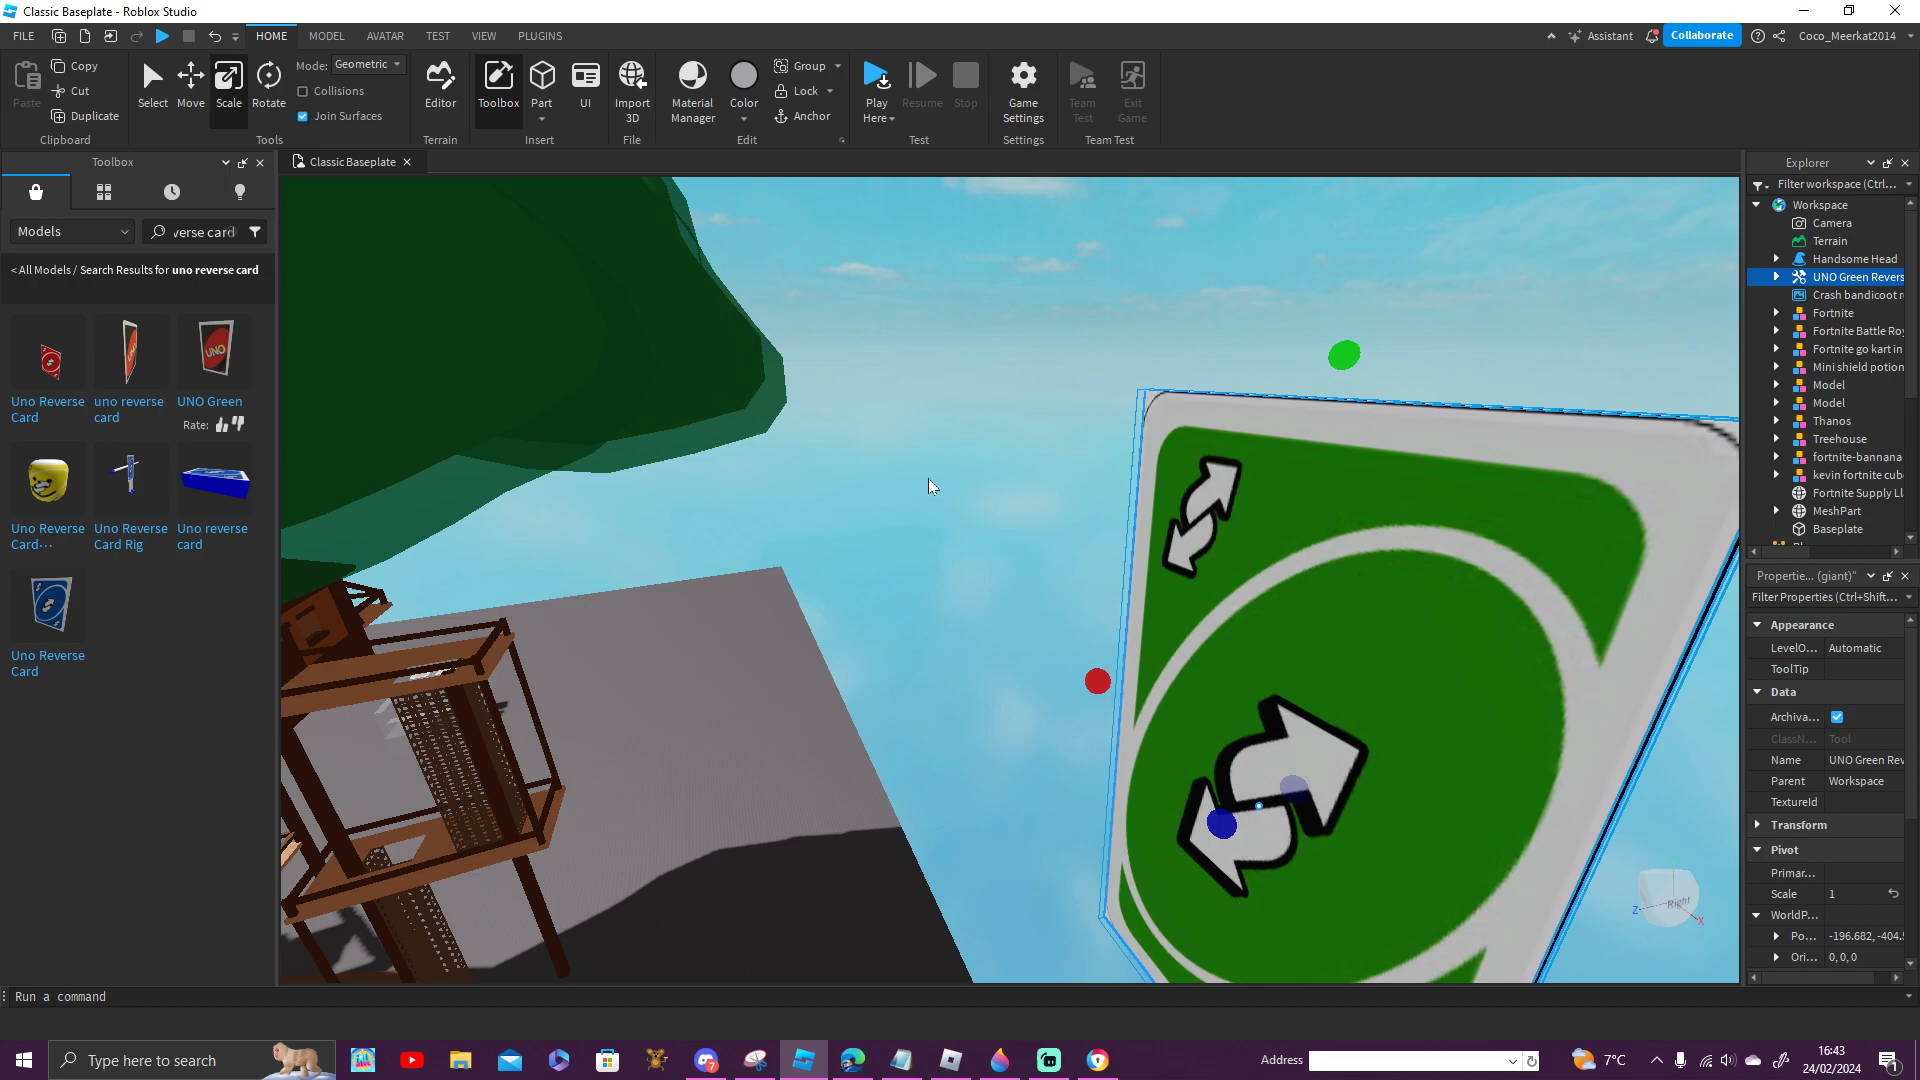 Classic Baseplate - Roblox Studio
FILE HOME MODEL AVATAR TEST VIEW PLUGINS Assistant Collaborate Coco_Meerkat2014
Paste Copy Cut Duplicate Clipboard
Select Move Scale Rotate Mode: Geometric Collisions Join Surfaces Tools
Editor Terrain
Toolbox Part UI Insert
Import 3D File
Material Manager Color Group Lock Anchor Edit
Play Here Resume Stop Test
Game Settings Settings
Team Test Exit Game Team Test
Toolbox
Classic Baseplate
Models verse card
< All Models / Search Results for uno reverse card
Uno Reverse Card
uno reverse card
UNO Green
Rate:
Uno Reverse Card...
Uno Reverse Card Rig
Uno reverse card
Uno Reverse Card
UNO
Right
Z
X
Explorer
Filter workspace (Ctrl...
Workspace
Camera
Terrain
Handsome Head
UNO Green Revers
Crash bandicoot r
Fortnite
Fortnite Battle Roy
Fortnite go kart in
Mini shield potion
Model
Model
Thanos
Treehouse
fortnite-bannana
kevin fortnite cub
Fortnite Supply Ll
MeshPart
Baseplate
Propertie... (giant)"
Filter Properties (Ctrl+Shift...
Appearance
LevelO... Automatic
ToolTip
Data
Archiva...
ClassN... Tool
Name UNO Green Rev
Parent Workspace
TextureId
Transform
Pivot
Primar...
Scale 1
WorldP...
Po... -196.682, -404.
Ori... 0, 0, 0
Run a command
Type here to search
7
Address
7°C
16:43
24/02/2024
1